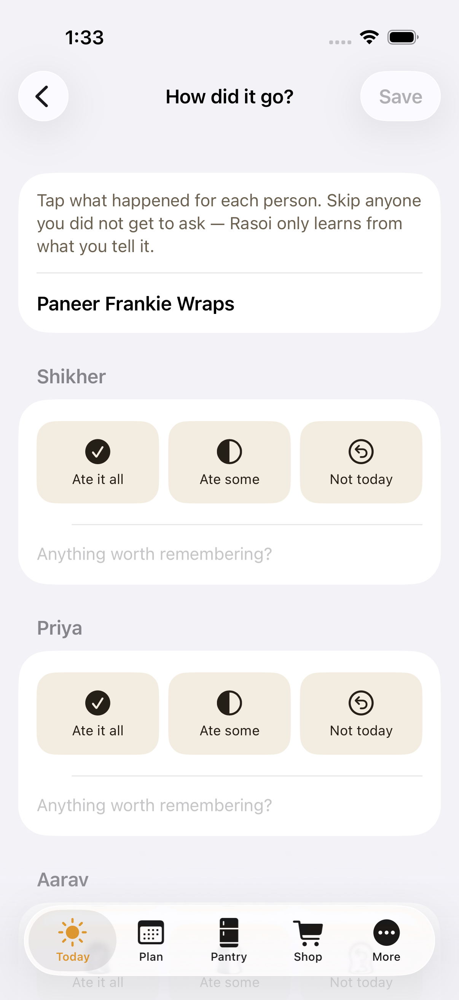 1:33
How did it go?
Save
Tap what happened for each person. Skip anyone
you did not get to ask — Rasoi only learns from
what you tell it.
Paneer Frankie Wraps
Shikher
Ate it all
Ate some
Not today
Anything worth remembering?
Priya
Ate it all
Ate some
Not today
Anything worth remembering?
Aarav
Today
Plan
Pantry
Shop
More
Ate it all
Ate some
Not today